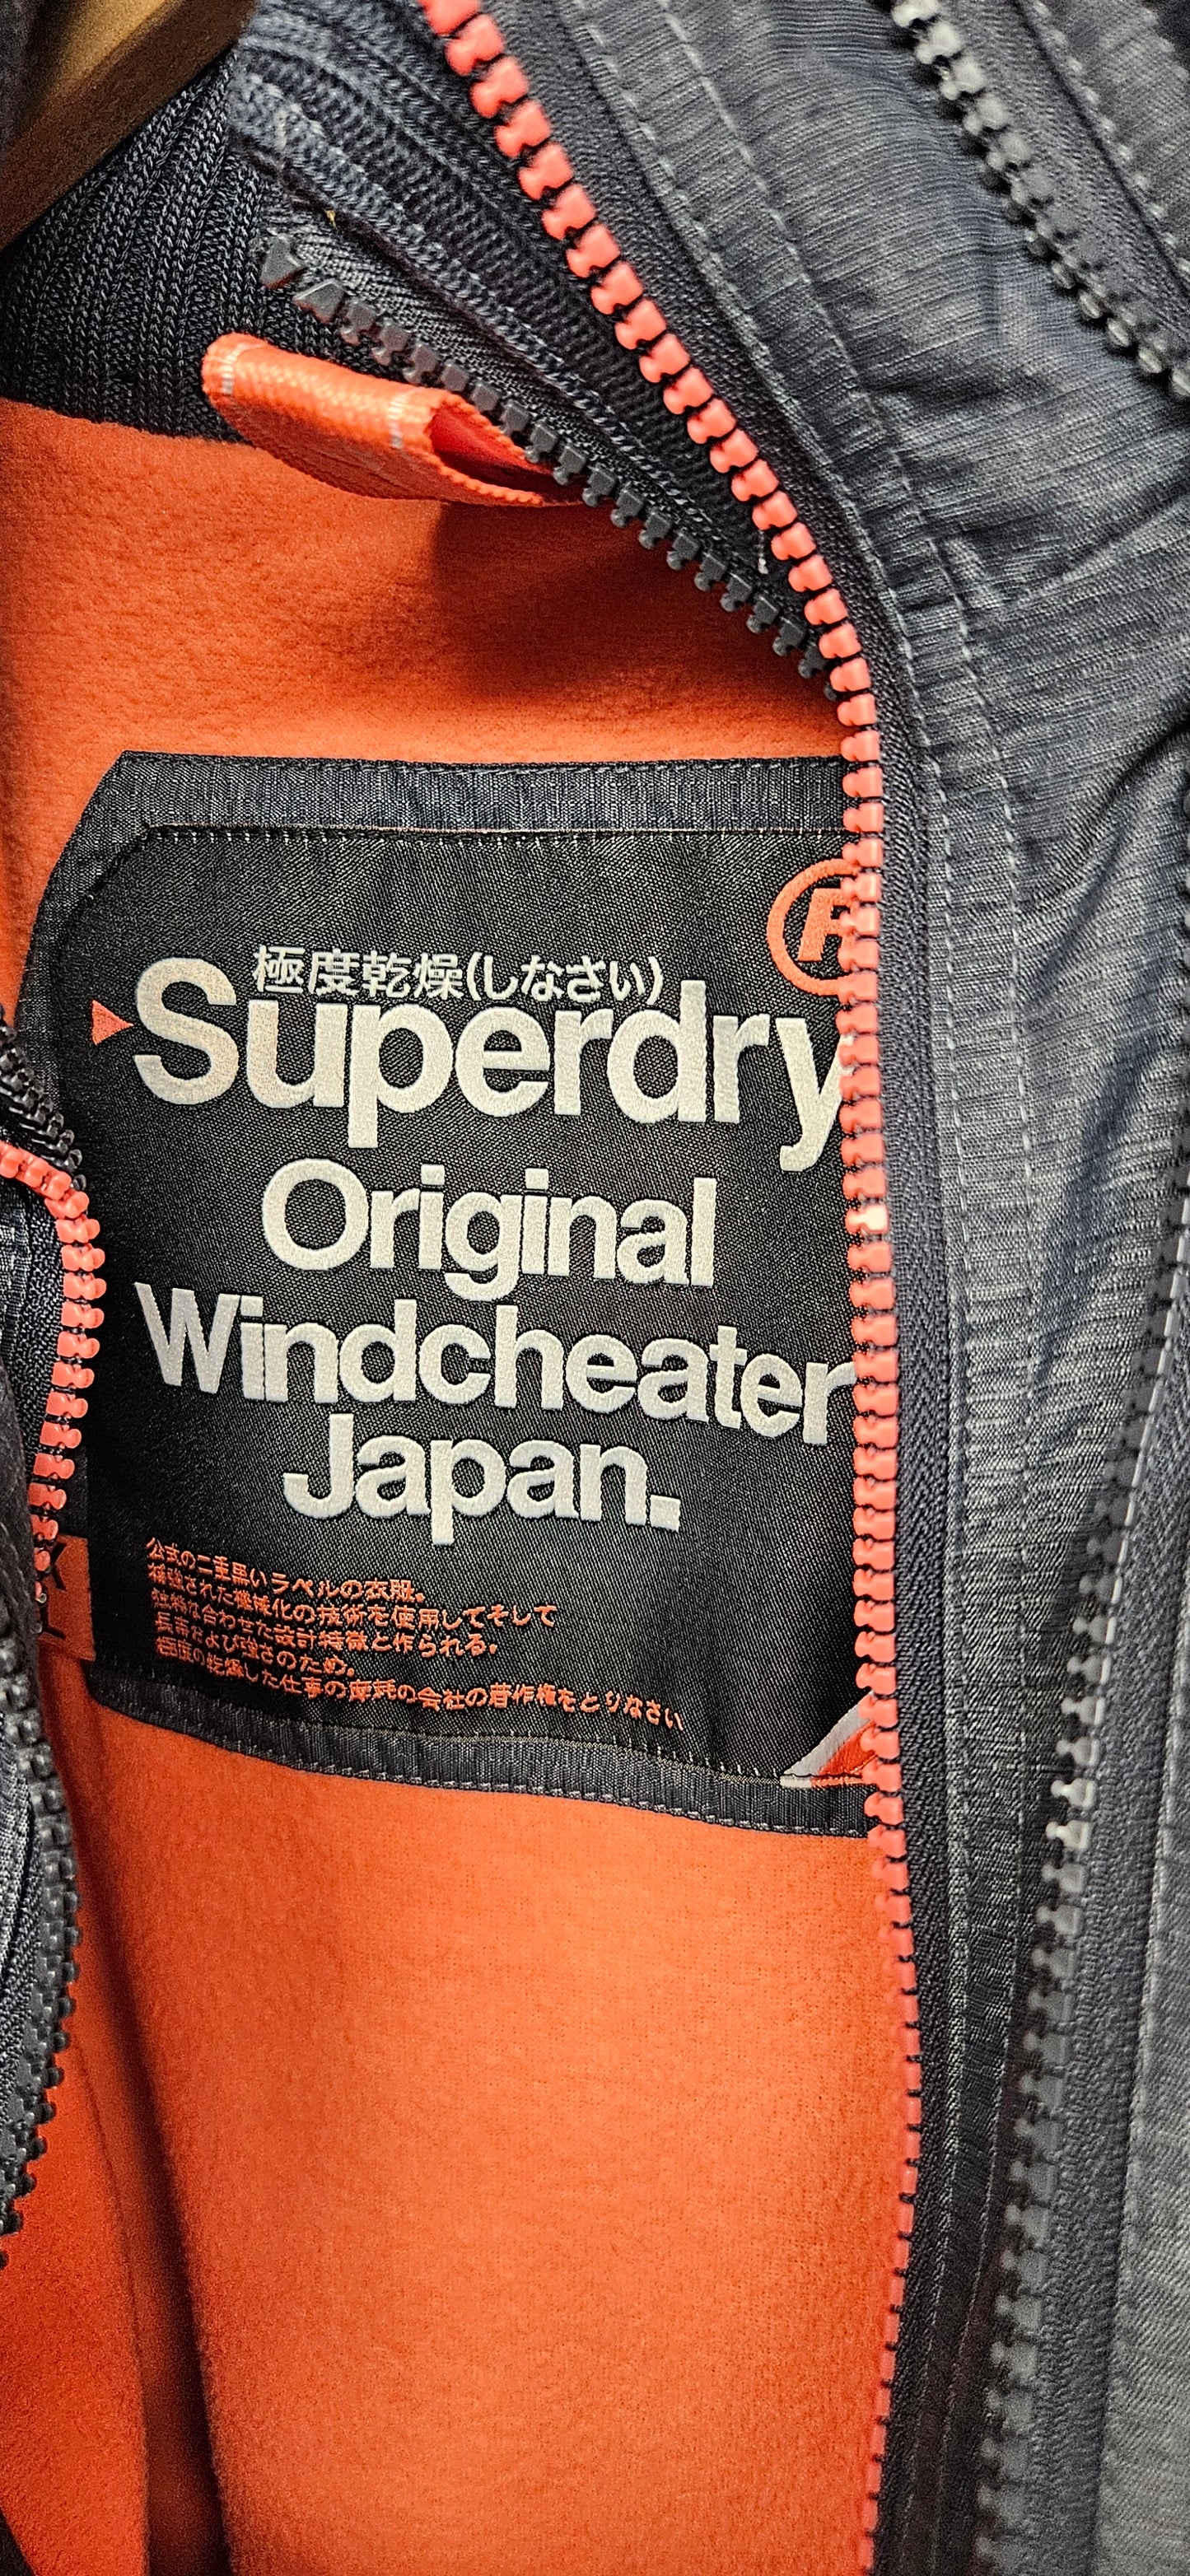 R
極度乾燥(しなさい)
Superdry
Original
Windcheater
Japan.
公式の二重黒いラベルの衣服。
された機械化の技術を使用してそして
な合わせた設計特徴と作られる。
長寿および強さのため。
極度の乾燥した仕事の摩耗の会社の著作権をとりなさい
X
L